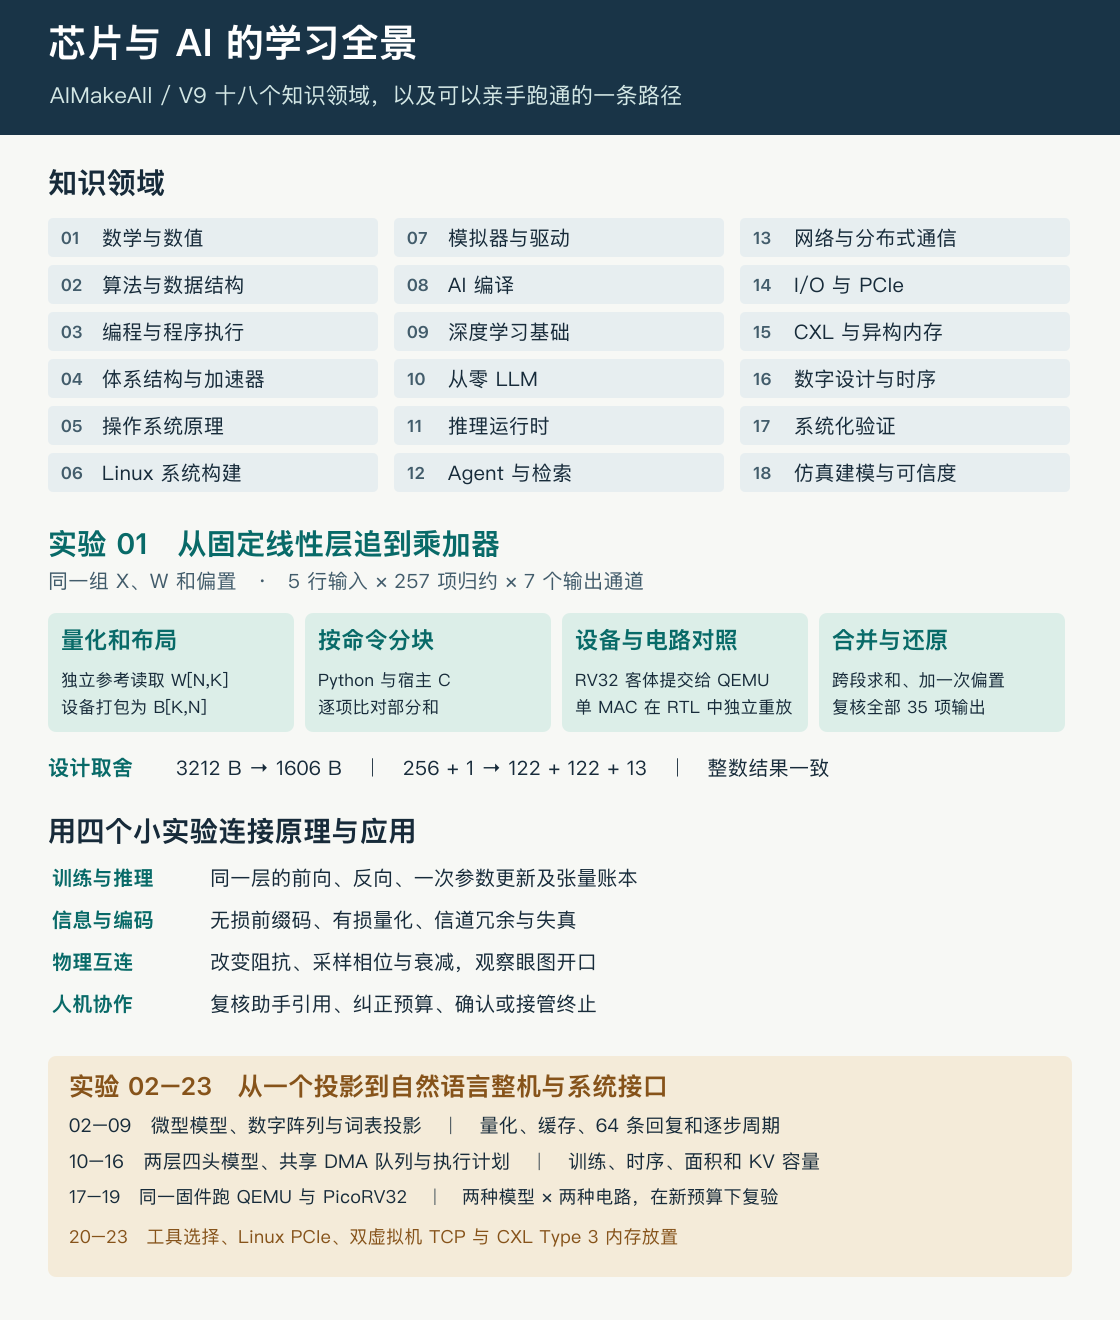 芯片与 AI 的学习全景
AIMakeAll / V9 十八个知识领域，以及可以亲手跑通的一条路径
知识领域
01 数学与数值
02 算法与数据结构
03 编程与程序执行
04 体系结构与加速器
05 操作系统原理
06 Linux 系统构建
07 模拟器与驱动
08 AI 编译
09 深度学习基础
10 从零 LLM
11 推理运行时
12 Agent 与检索
13 网络与分布式通信
14 I/O 与 PCIe
15 CXL 与异构内存
16 数字设计与时序
17 系统化验证
18 仿真建模与可信度
实验 01 从固定线性层追到乘加器
同一组 X、W 和偏置 · 5 行输入 × 257 项归约 × 7 个输出通道
量化和布局
独立参考读取 W[N,K]
设备打包为 B[K,N]
按命令分块
Python 与宿主 C
逐项比对部分和
设备与电路对照
RV32 客体提交给 QEMU
单 MAC 在 RTL 中独立重放
合并与还原
跨段求和、加一次偏置
复核全部 35 项输出
设计取舍 3212 B → 1606 B | 256 + 1 → 122 + 122 + 13 | 整数结果一致
用四个小实验连接原理与应用
训练与推理 同一层的前向、反向、一次参数更新及张量账本
信息与编码 无损前缀码、有损量化、信道冗余与失真
物理互连 改变阻抗、采样相位与衰减，观察眼图开口
人机协作 复核助手引用、纠正预算、确认或接管终止
实验 02—23 从一个投影到自然语言整机与系统接口
02—09 微型模型、数字阵列与词表投影 | 量化、缓存、64 条回复和逐步周期
10—16 两层四头模型、共享 DMA 队列与执行计划 | 训练、时序、面积和 KV 容量
17—19 同一固件跑 QEMU 与 PicoRV32 | 两种模型 × 两种电路，在新预算下复验
20—23 工具选择、Linux PCIe、双虚拟机 TCP 与 CXL Type 3 内存放置